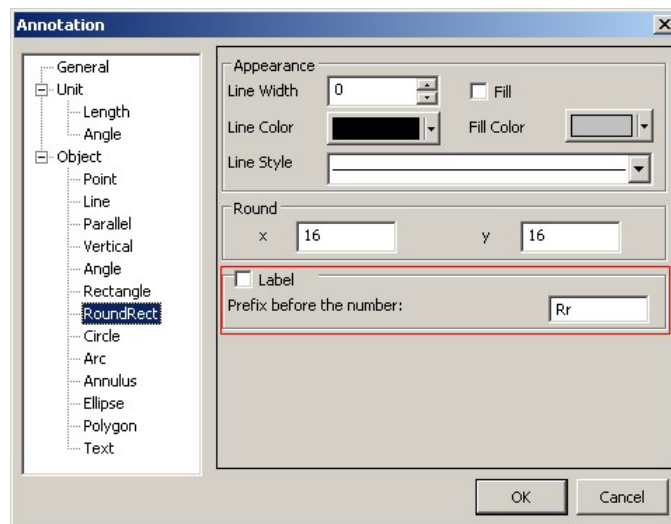 Annotation
General
Unit
Length
Angle
Object
Point
Line
Parallel
Vertical
Angle
Rectangle
RoundRect
Circle
Arc
Annulus
Ellipse
Polygon
Text
Appearance
Line Width 0 Fill
Line Color Fill Color
Line Style
Round
x 16 y 16
Label
Prefix before the number: Rr
OK Cancel